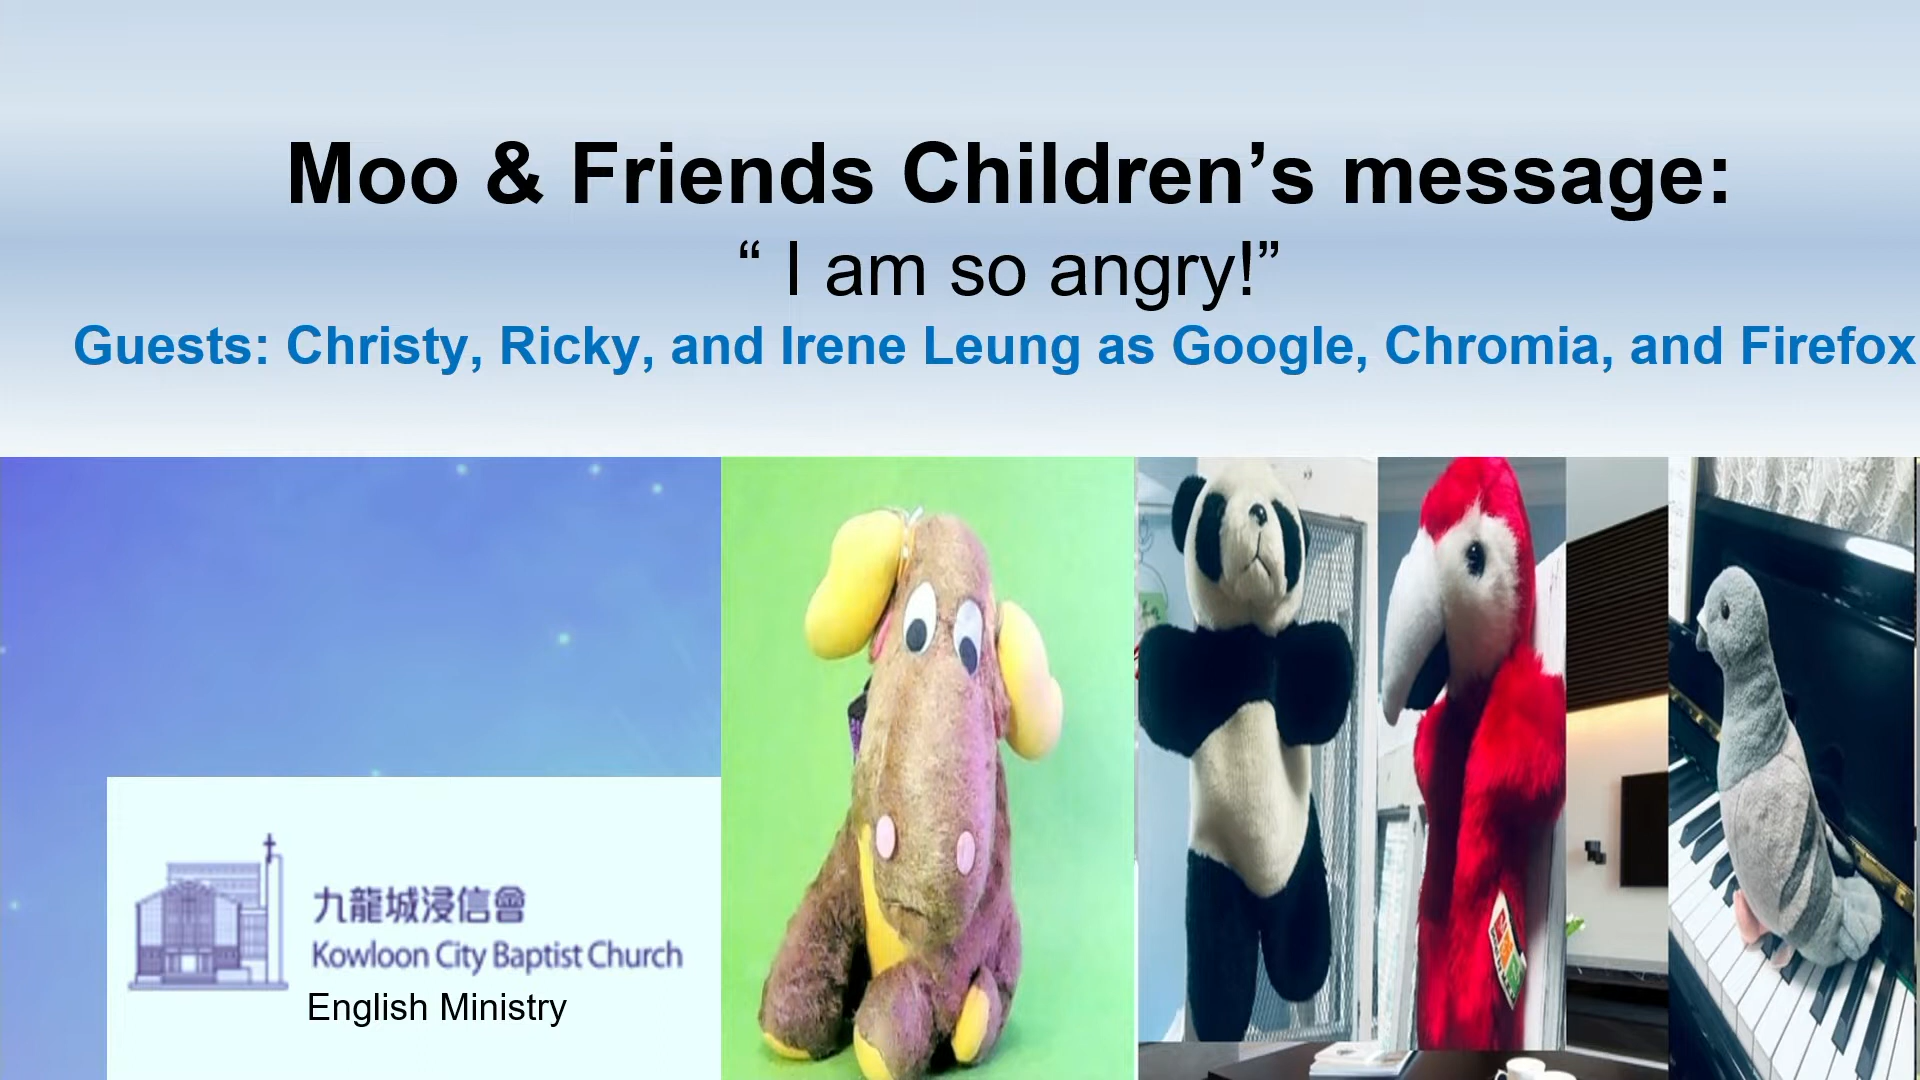 Moo & Friends Children’s message:
“ I am so angry!”
Guests: Christy, Ricky, and Irene Leung as Google, Chromia, and Firefox
九龍城浸信會
Kowloon City Baptist Church
English Ministry